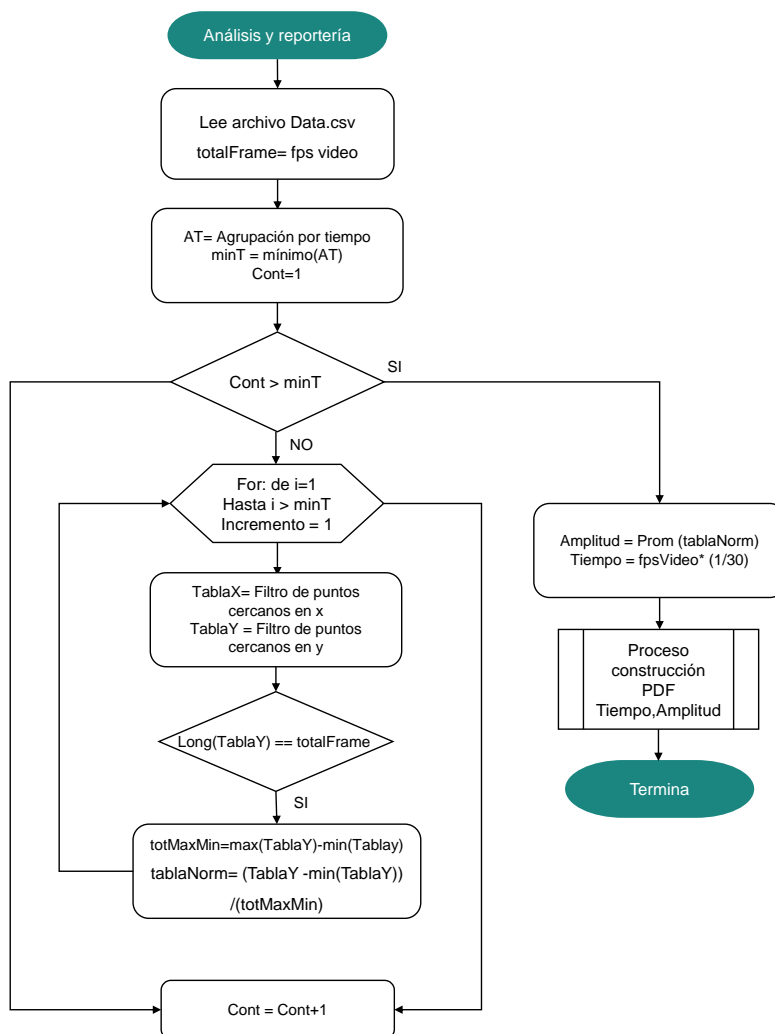 Análisis y reportería
Lee archivo Data.csv
totalFrame= fps video
AT= Agrupación por tiempo
minT = mínimo(AT)
Cont=1
Cont > minT
SI
NO
For: de i=1
Hasta i > minT
Incremento = 1
TablaX= Filtro de puntos
cercanos en x
TablaY = Filtro de puntos
cercanos en y
Long(TablaY) == totalFrame
SI
totMaxMin=max(TablaY)-min(Tablay)
tablaNorm= (TablaY -min(TablaY))
/(totMaxMin)
Cont = Cont+1
Amplitud = Prom (tablaNorm)
Tiempo = fpsVideo* (1/30)
Proceso
construcción
PDF
Tiempo,Amplitud
Termina